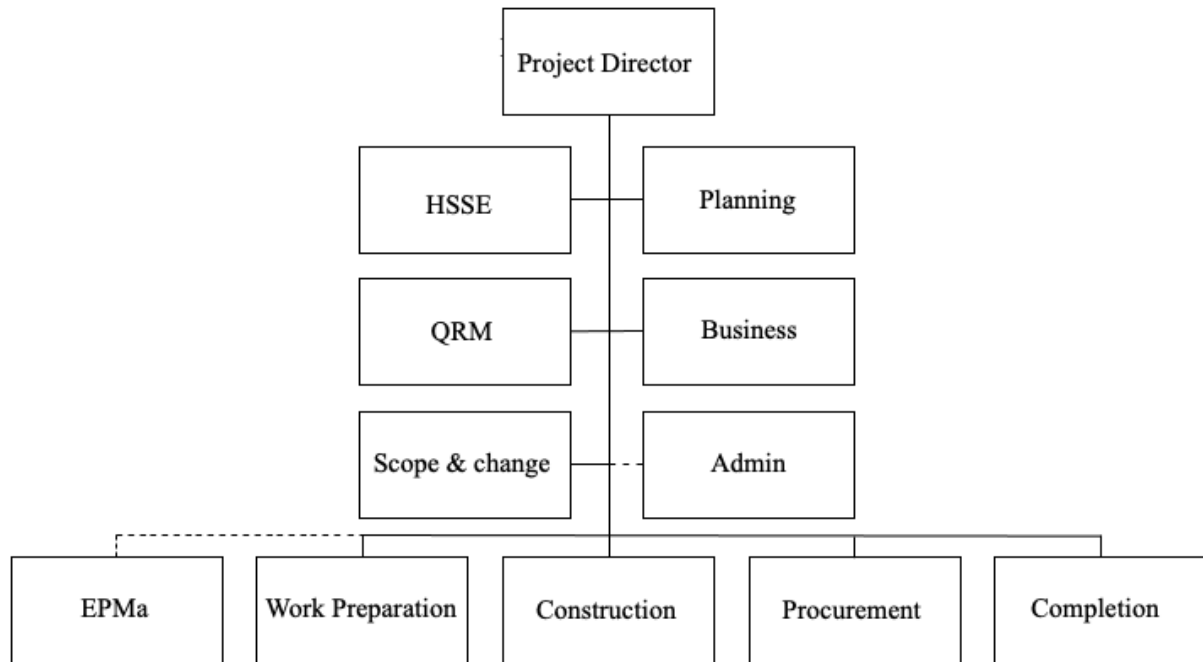 Project Director
HSSE
Planning
QRM
Business
Scope & change
Admin
EPMa
Work Preparation
Construction
Procurement
Completion